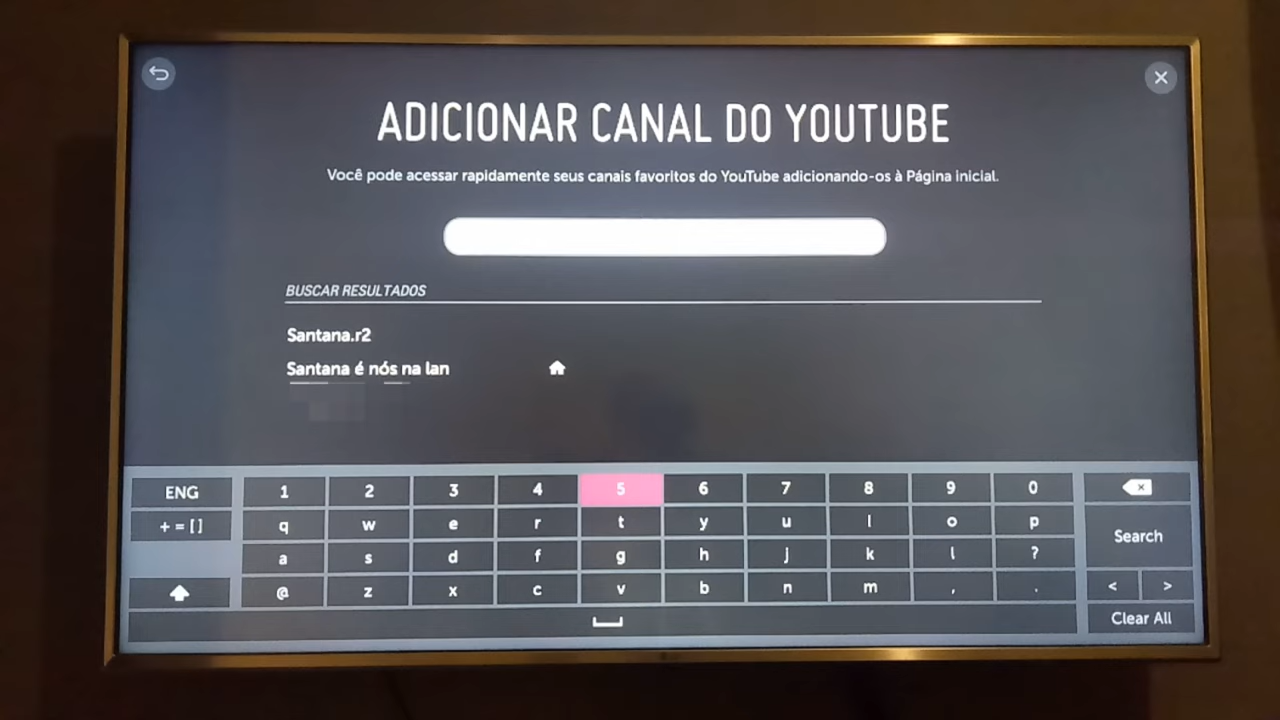 ADICIONAR CANAL DO YOUTUBE
Você pode acessar rapidamente seus canais favoritos do YouTube adicionando-os à Página inicial.
BUSCAR RESULTADOS
Santana.r2
Santana é nós na lan
ENG 1 2 3 4 5 6 7 8 9 0
+ = [ ] q w e r t y u I o p Search
a s d f g h j k l ?
@ z x c v b n m , . < >
Clear All